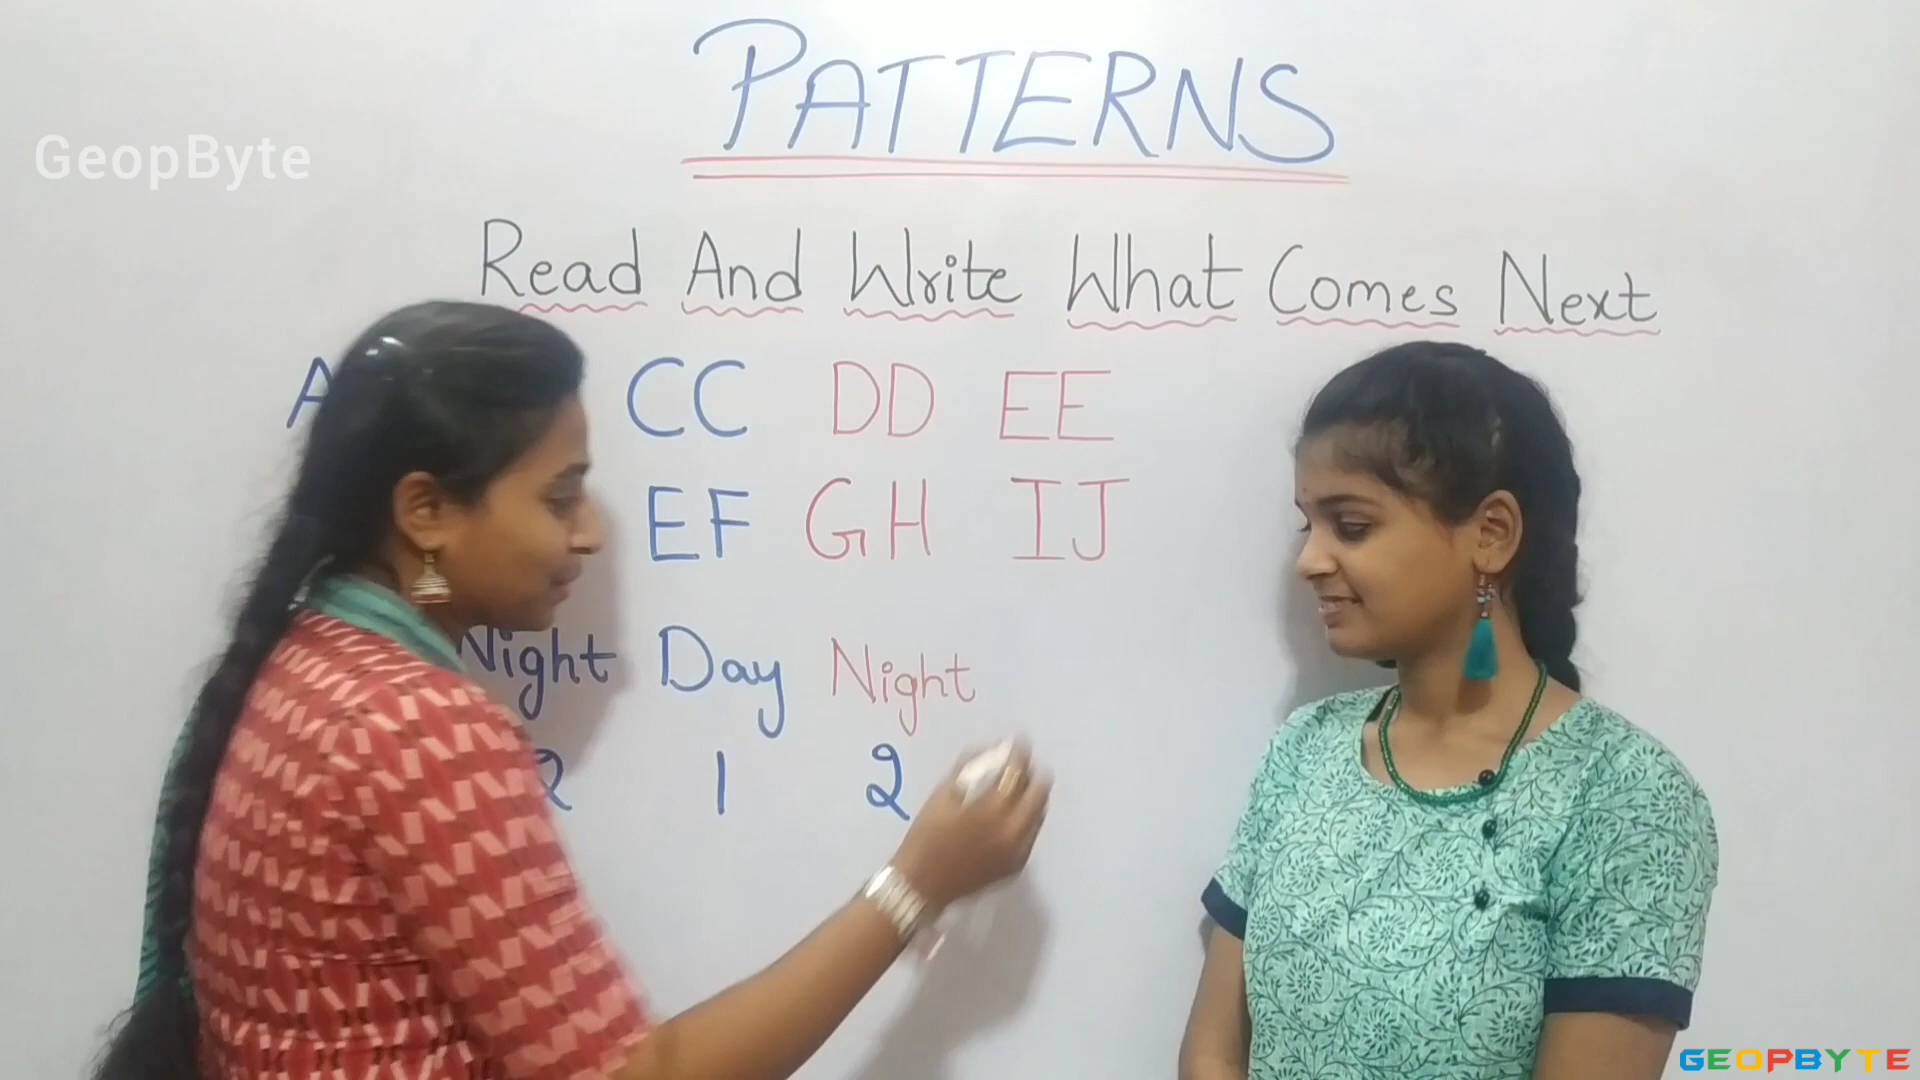 PATTERNS
GeopByte
Read And Write What Comes Next
A CC DD EE
EF GH IJ
Night Day Night
2 1 2
GEOPBYTE